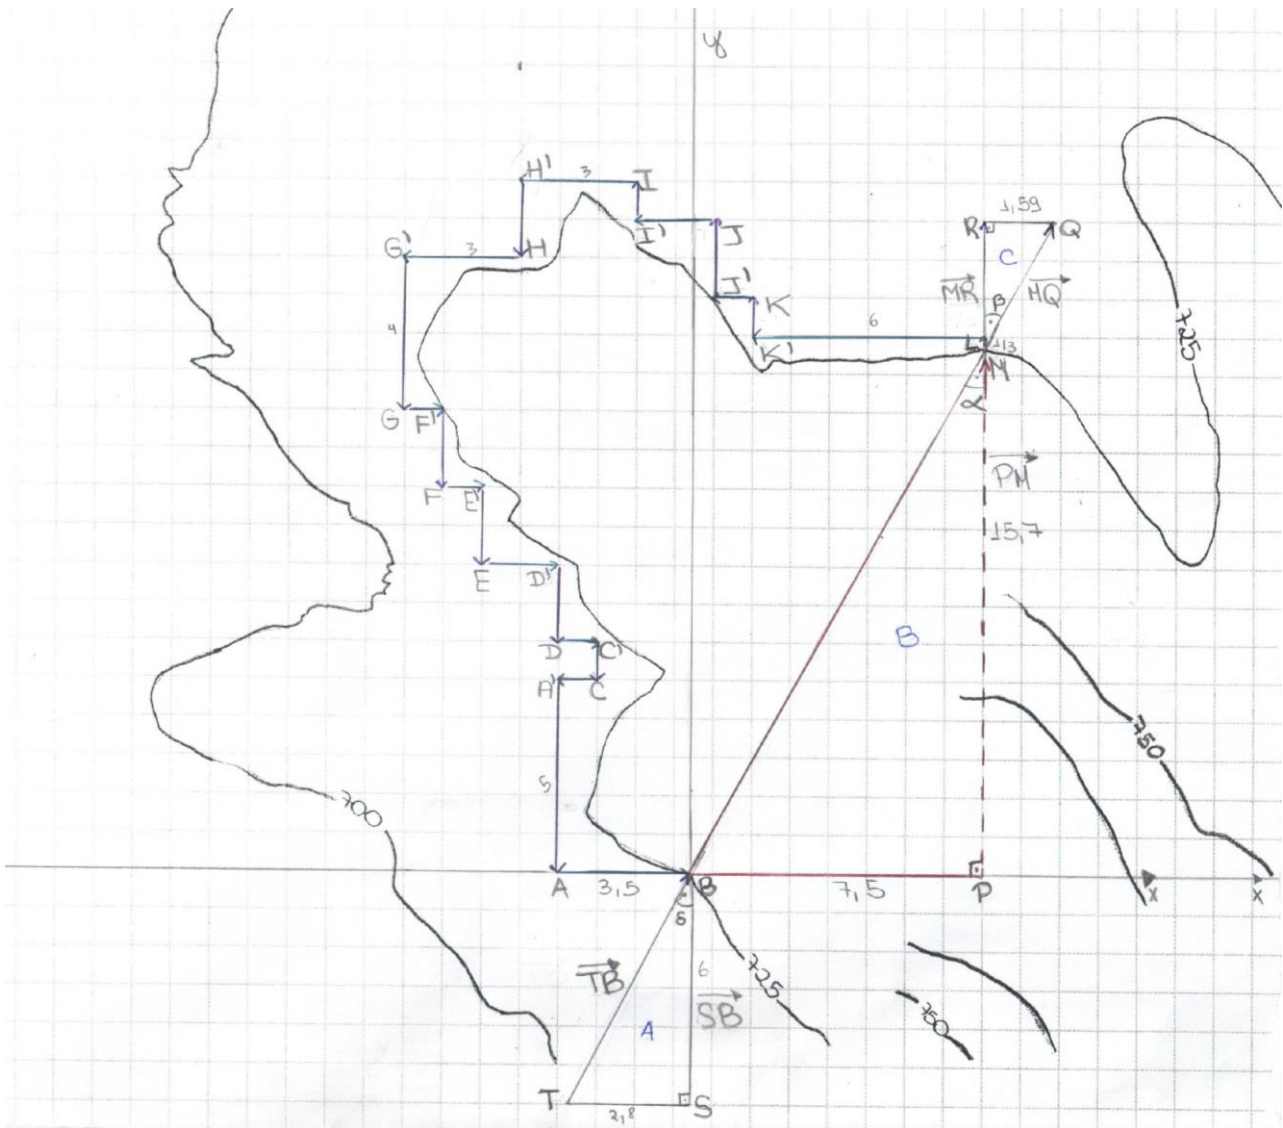 y
H' 3 I
I' J
R 1,59 Q
C
G' 3 H
MR MQ
J' K
725
β
4
6
K' L 1,3
M
α
G F'
PM
F E'
15,7
E D'
B
D C'
A' C
750
5
700
A 3,5 B 7,5 P x x
δ
TB 6 725
SB
A 750
T S
2,8